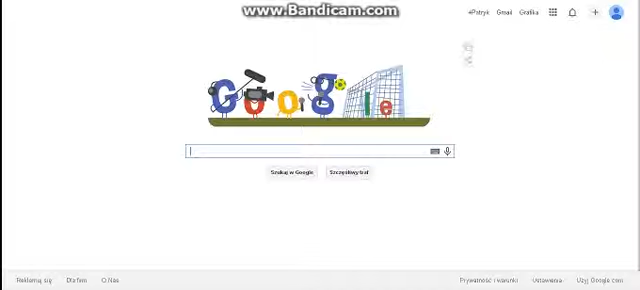 www.Bandicam.com
+Patryk Gmail Grafika
Google
Szukaj w Google Szczęśliwy traf
Reklamuj się Dla firm O Nas Prywatność i warunki Ustawienia Użyj Google.com